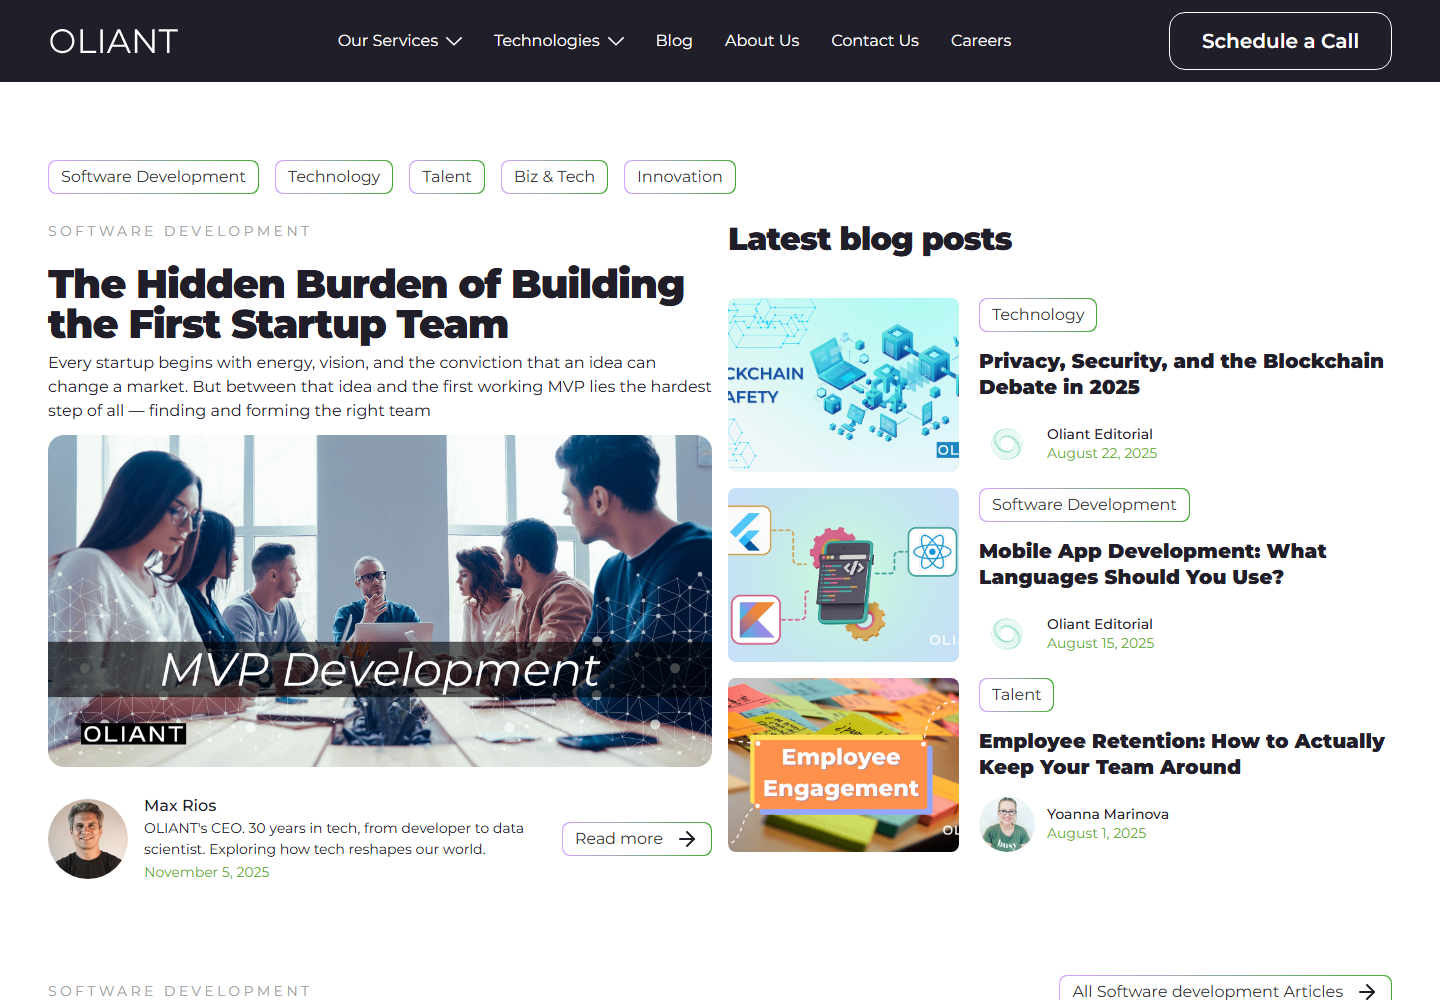 OLIANT
Our Services
Technologies
Blog
About Us
Contact Us
Careers
Schedule a Call
Software Development
Technology
Talent
Biz & Tech
Innovation
SOFTWARE DEVELOPMENT
The Hidden Burden of Building
the First Startup Team
Every startup begins with energy, vision, and the conviction that an idea can
change a market. But between that idea and the first working MVP lies the hardest
step of all — finding and forming the right team
MVP Development
OLIANT
Max Rios
OLIANT's CEO. 30 years in tech, from developer to data
scientist. Exploring how tech reshapes our world.
November 5, 2025
Read more
Latest blog posts
CKCHAIN
AFETY
OLI
Technology
Privacy, Security, and the Blockchain
Debate in 2025
Oliant Editorial
August 22, 2025
OLI
Software Development
Mobile App Development: What
Languages Should You Use?
Oliant Editorial
August 15, 2025
Employee
Engagement
OL
Talent
Employee Retention: How to Actually
Keep Your Team Around
busy
Yoanna Marinova
August 1, 2025
SOFTWARE DEVELOPMENT
All Software development Articles